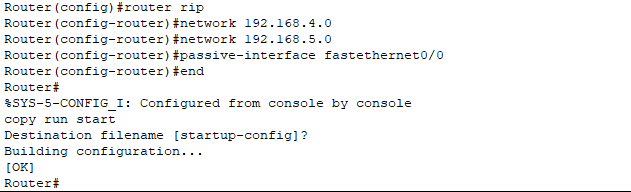 Router(config)#router rip
Router(config-router)#network 192.168.4.0
Router(config-router)#network 192.168.5.0
Router(config-router)#passive-interface fastethernet0/0
Router(config-router)#end
Router#
%SYS-5-CONFIG_I: Configured from console by console
copy run start
Destination filename [startup-config]?
Building configuration...
[OK]
Router#